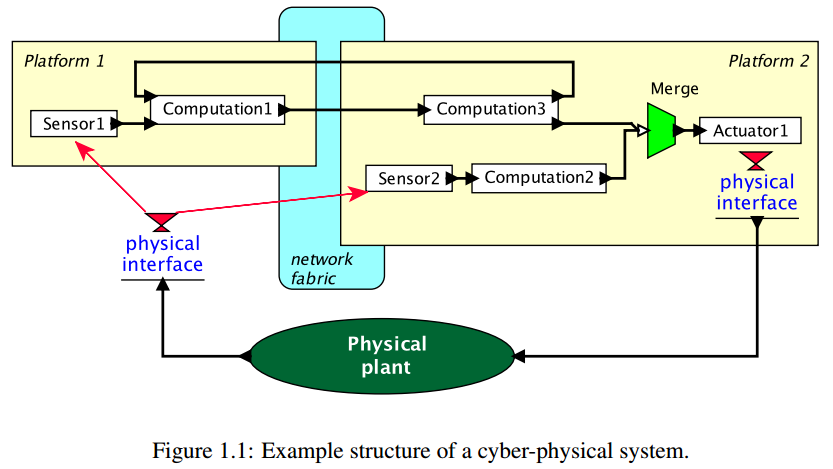 Platform 1
Platform 2
Merge
Computation1
Computation3
Sensor1
Actuator1
Sensor2
Computation2
physical
interface
physical
interface
network
fabric
Physical
plant
Figure 1.1: Example structure of a cyber-physical system.